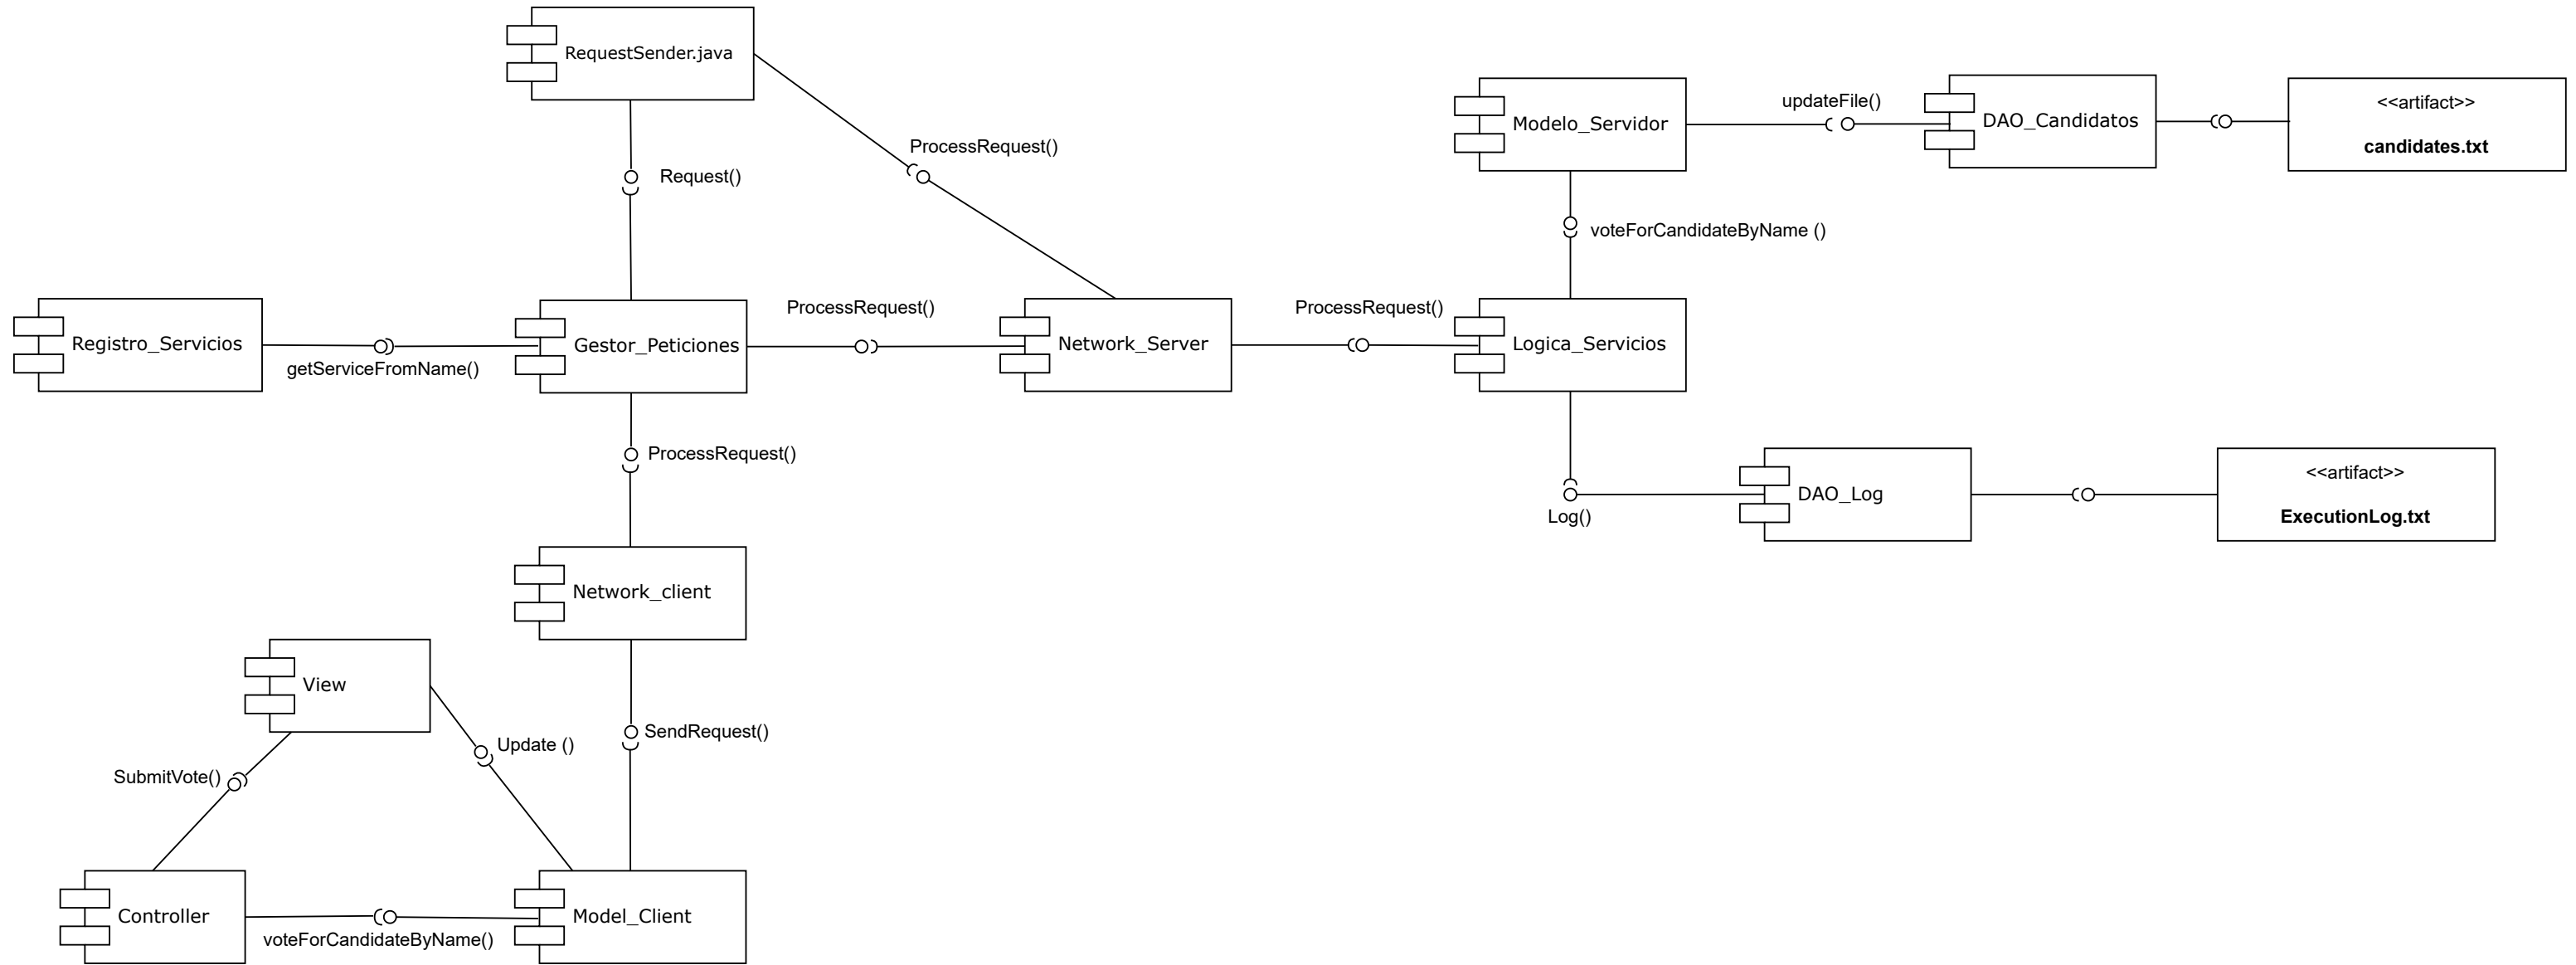 RequestSender.java
<<artifact>>
updateFile()
Modelo_Servidor
DAO_Candidatos
candidates.txt
ProcessRequest()
Request()
voteForCandidateByName ()
ProcessRequest()
ProcessRequest()
Registro_Servicios
Gestor_Peticiones
Network_Server
Logica_Servicios
getServiceFromName()
ProcessRequest()
<<artifact>>
DAO_Log
ExecutionLog.txt
Log()
Network_client
View
SendRequest()
Update ()
SubmitVote()
Controller
Model_Client
voteForCandidateByName()